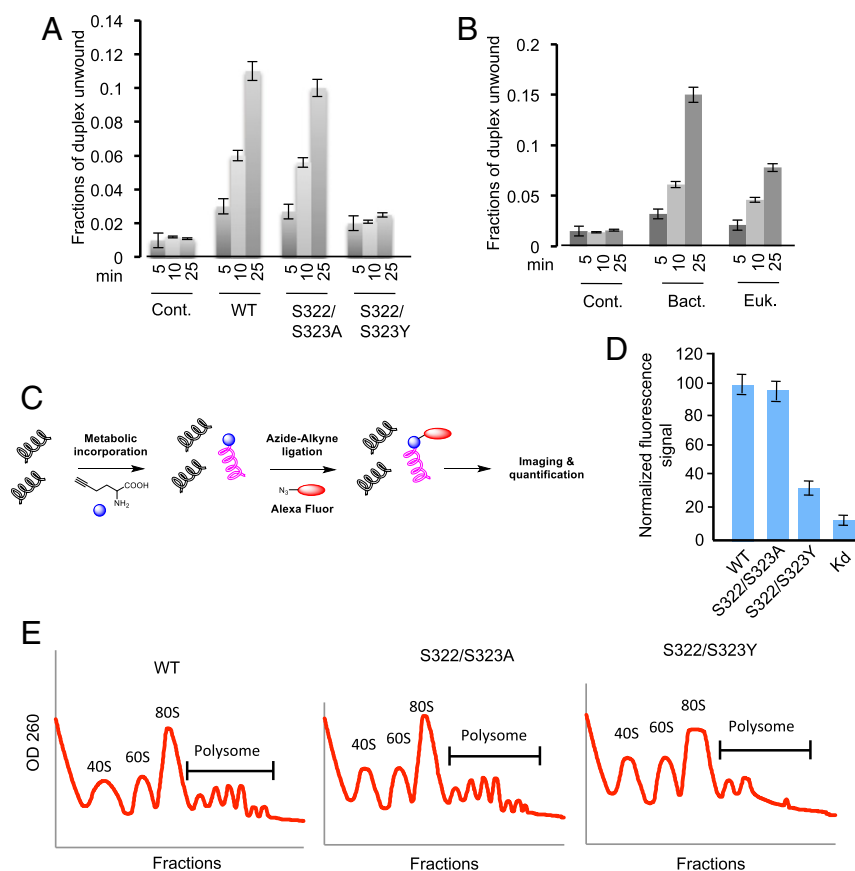 A
Fractions of duplex unwound
0.14
0.12
0.1
0.08
0.06
0.04
0.02
0
min
5 10 25 5 10 25 5 10 25 5 10 25
Cont. WT S322/ S322/
S323A S323Y
B
Fractions of duplex unwound
0.2
0.15
0.1
0.05
0
min
5 10 25 5 10 25 5 10 25
Cont. Bact. Euk.
C
Metabolic
incorporation
COOH
NH2
Azide-Alkyne
ligation
N3
Alexa Fluor
Imaging &
quantification
D
Normalized fluorescence
signal
120
100
80
60
40
20
0
WT
S322/S323A
S322/S323Y
Kd
E
OD 260
WT
40S
60S
80S
Polysome
Fractions
S322/S323A
40S
60S
80S
Polysome
Fractions
S322/S323Y
40S
60S
80S
Polysome
Fractions